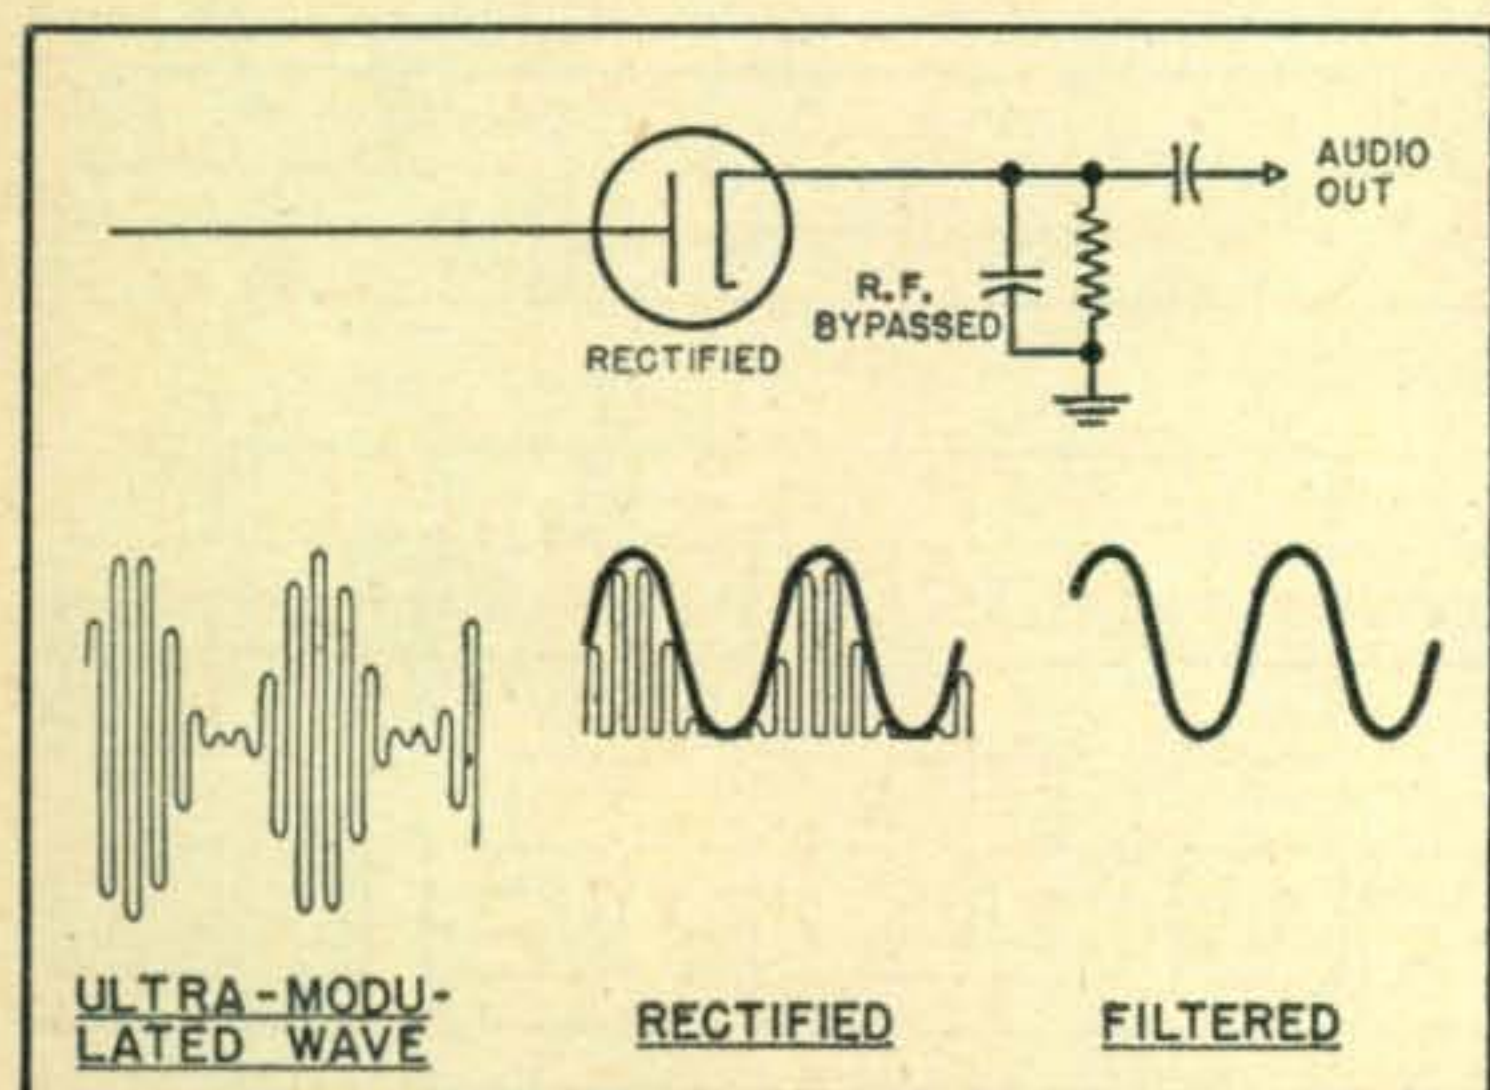 AUDIO
OUT
R.F.
BYPASSED
RECTIFIED
ULTRA-MODU-
LATED WAVE
RECTIFIED
FILTERED